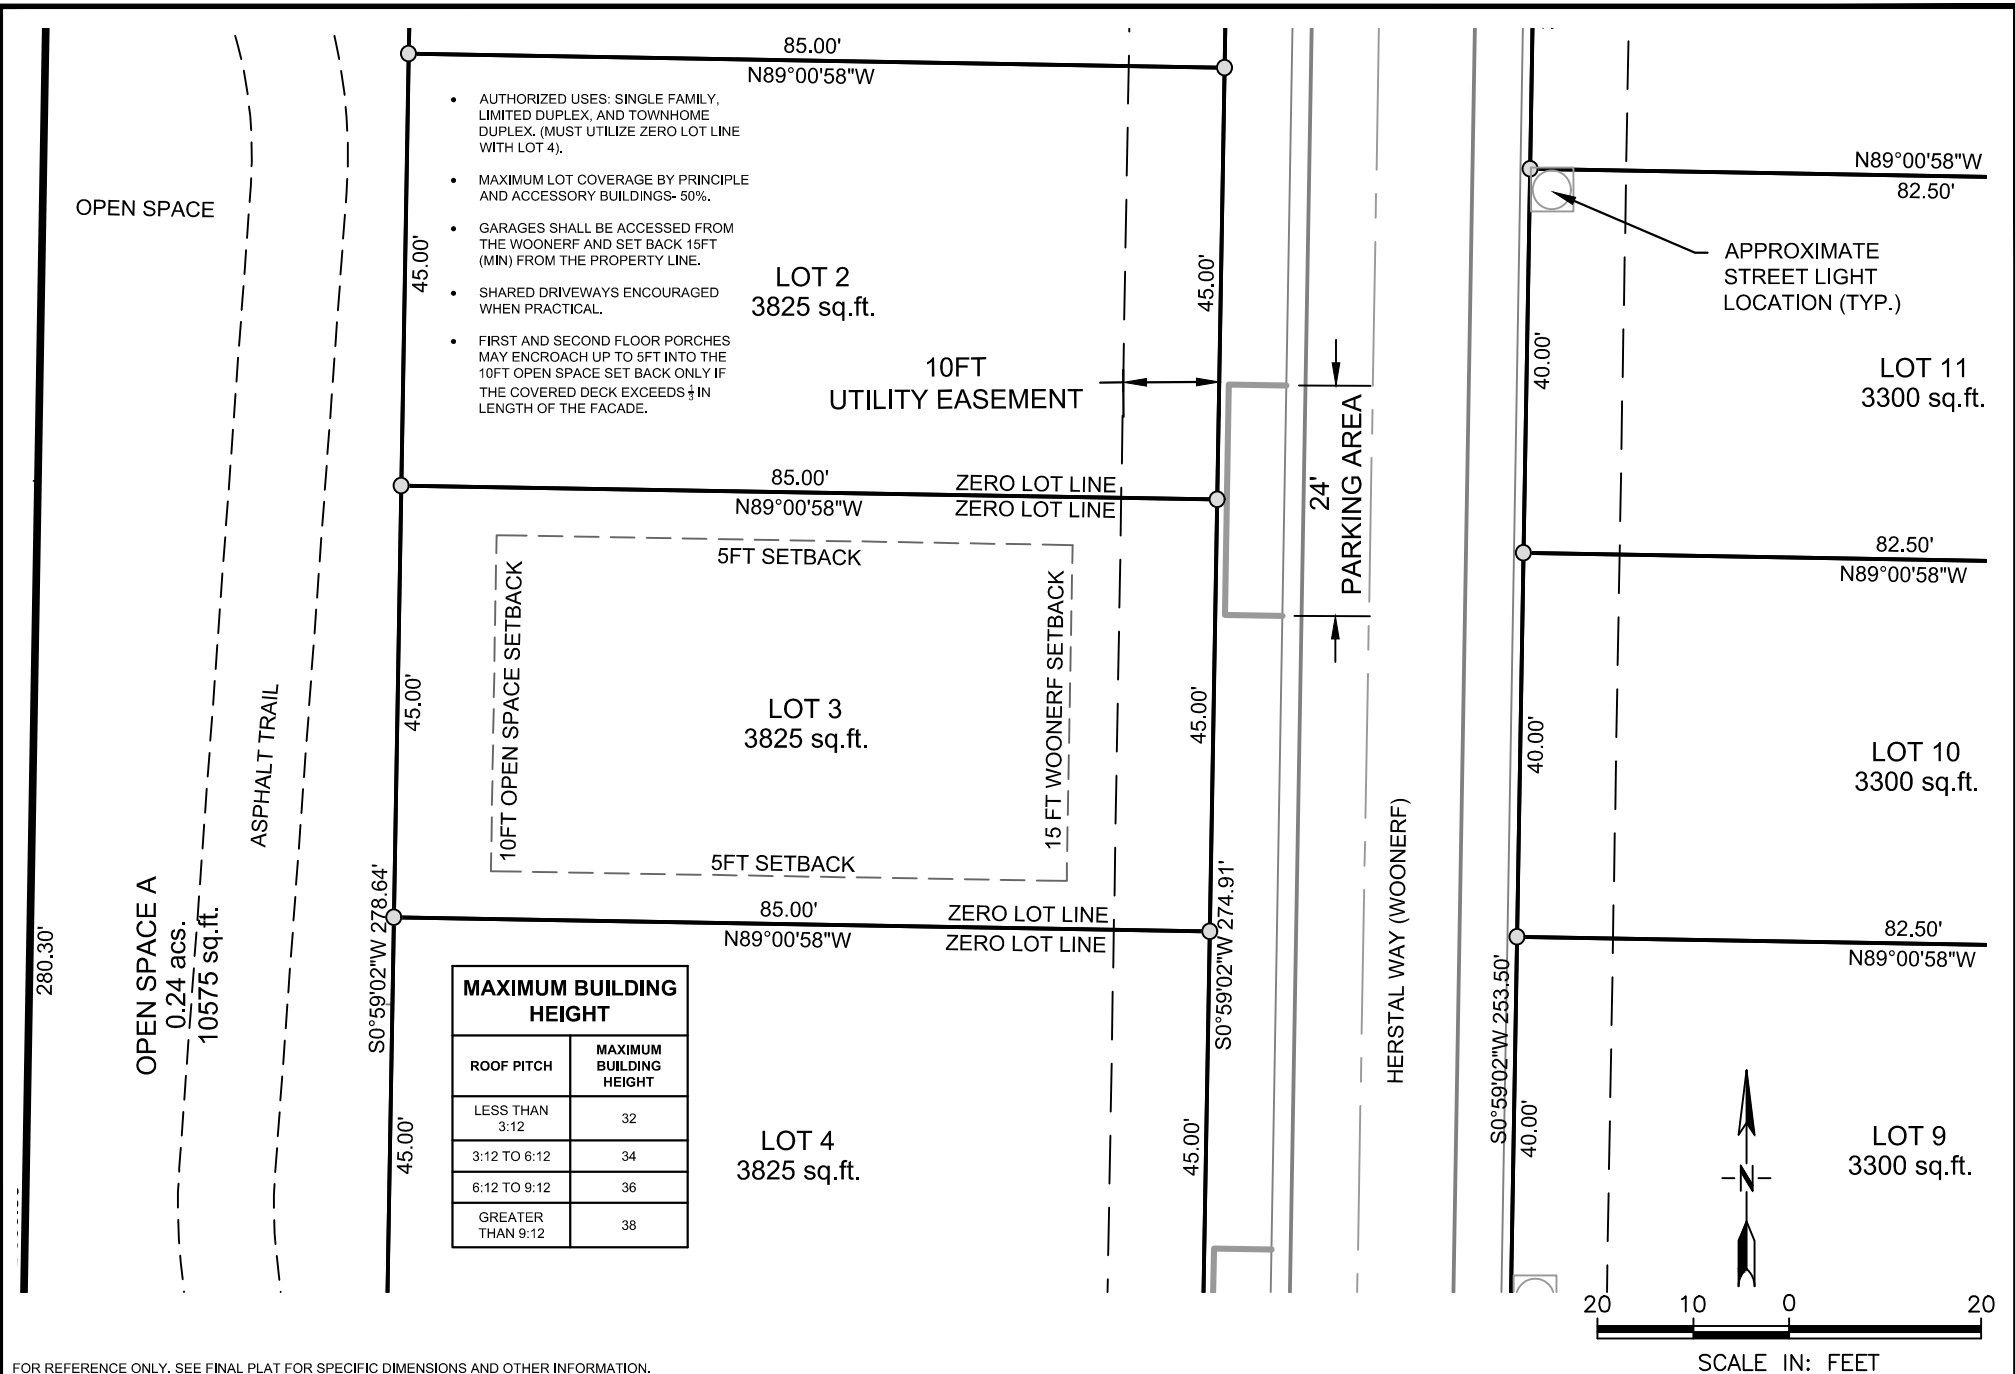 85.00'
N89°00'58"W
• AUTHORIZED USES: SINGLE FAMILY,
LIMITED DUPLEX, AND TOWNHOME
DUPLEX. (MUST UTILIZE ZERO LOT LINE
WITH LOT 4).
• MAXIMUM LOT COVERAGE BY PRINCIPLE
AND ACCESSORY BUILDINGS- 50%.
• GARAGES SHALL BE ACCESSED FROM
THE WOONERF AND SET BACK 15FT
(MIN) FROM THE PROPERTY LINE.
• SHARED DRIVEWAYS ENCOURAGED
WHEN PRACTICAL.
• FIRST AND SECOND FLOOR PORCHES
MAY ENCROACH UP TO 5FT INTO THE
10FT OPEN SPACE SET BACK ONLY IF
THE COVERED DECK EXCEEDS 1/3 IN
LENGTH OF THE FACADE.
OPEN SPACE
45.00'
LOT 2
3825 sq.ft.
45.00'
10FT
UTILITY EASEMENT
N89°00'58"W
82.50'
APPROXIMATE
STREET LIGHT
LOCATION (TYP.)
40.00'
LOT 11
3300 sq.ft.
24'
PARKING AREA
85.00'
N89°00'58"W
ZERO LOT LINE
ZERO LOT LINE
82.50'
N89°00'58"W
5FT SETBACK
10FT OPEN SPACE SETBACK
15 FT WOONERF SETBACK
45.00'
LOT 3
3825 sq.ft.
45.00'
5FT SETBACK
40.00'
LOT 10
3300 sq.ft.
ASPHALT TRAIL
HERSTAL WAY (WOONERF)
85.00'
N89°00'58"W
ZERO LOT LINE
ZERO LOT LINE
82.50'
N89°00'58"W
280.30'
OPEN SPACE A
0.24 acs.
10575 sq.ft.
S0°59'02"W 278.64'
S0°59'02"W 274.91'
S0°59'02"W 253.50'
MAXIMUM BUILDING
HEIGHT
ROOF PITCH
MAXIMUM
BUILDING
HEIGHT
LESS THAN
3:12
32
3:12 TO 6:12
34
6:12 TO 9:12
36
GREATER
THAN 9:12
38
45.00'
LOT 4
3825 sq.ft.
45.00'
40.00'
LOT 9
3300 sq.ft.
N
20 10 0 20
SCALE IN: FEET
FOR REFERENCE ONLY. SEE FINAL PLAT FOR SPECIFIC DIMENSIONS AND OTHER INFORMATION.